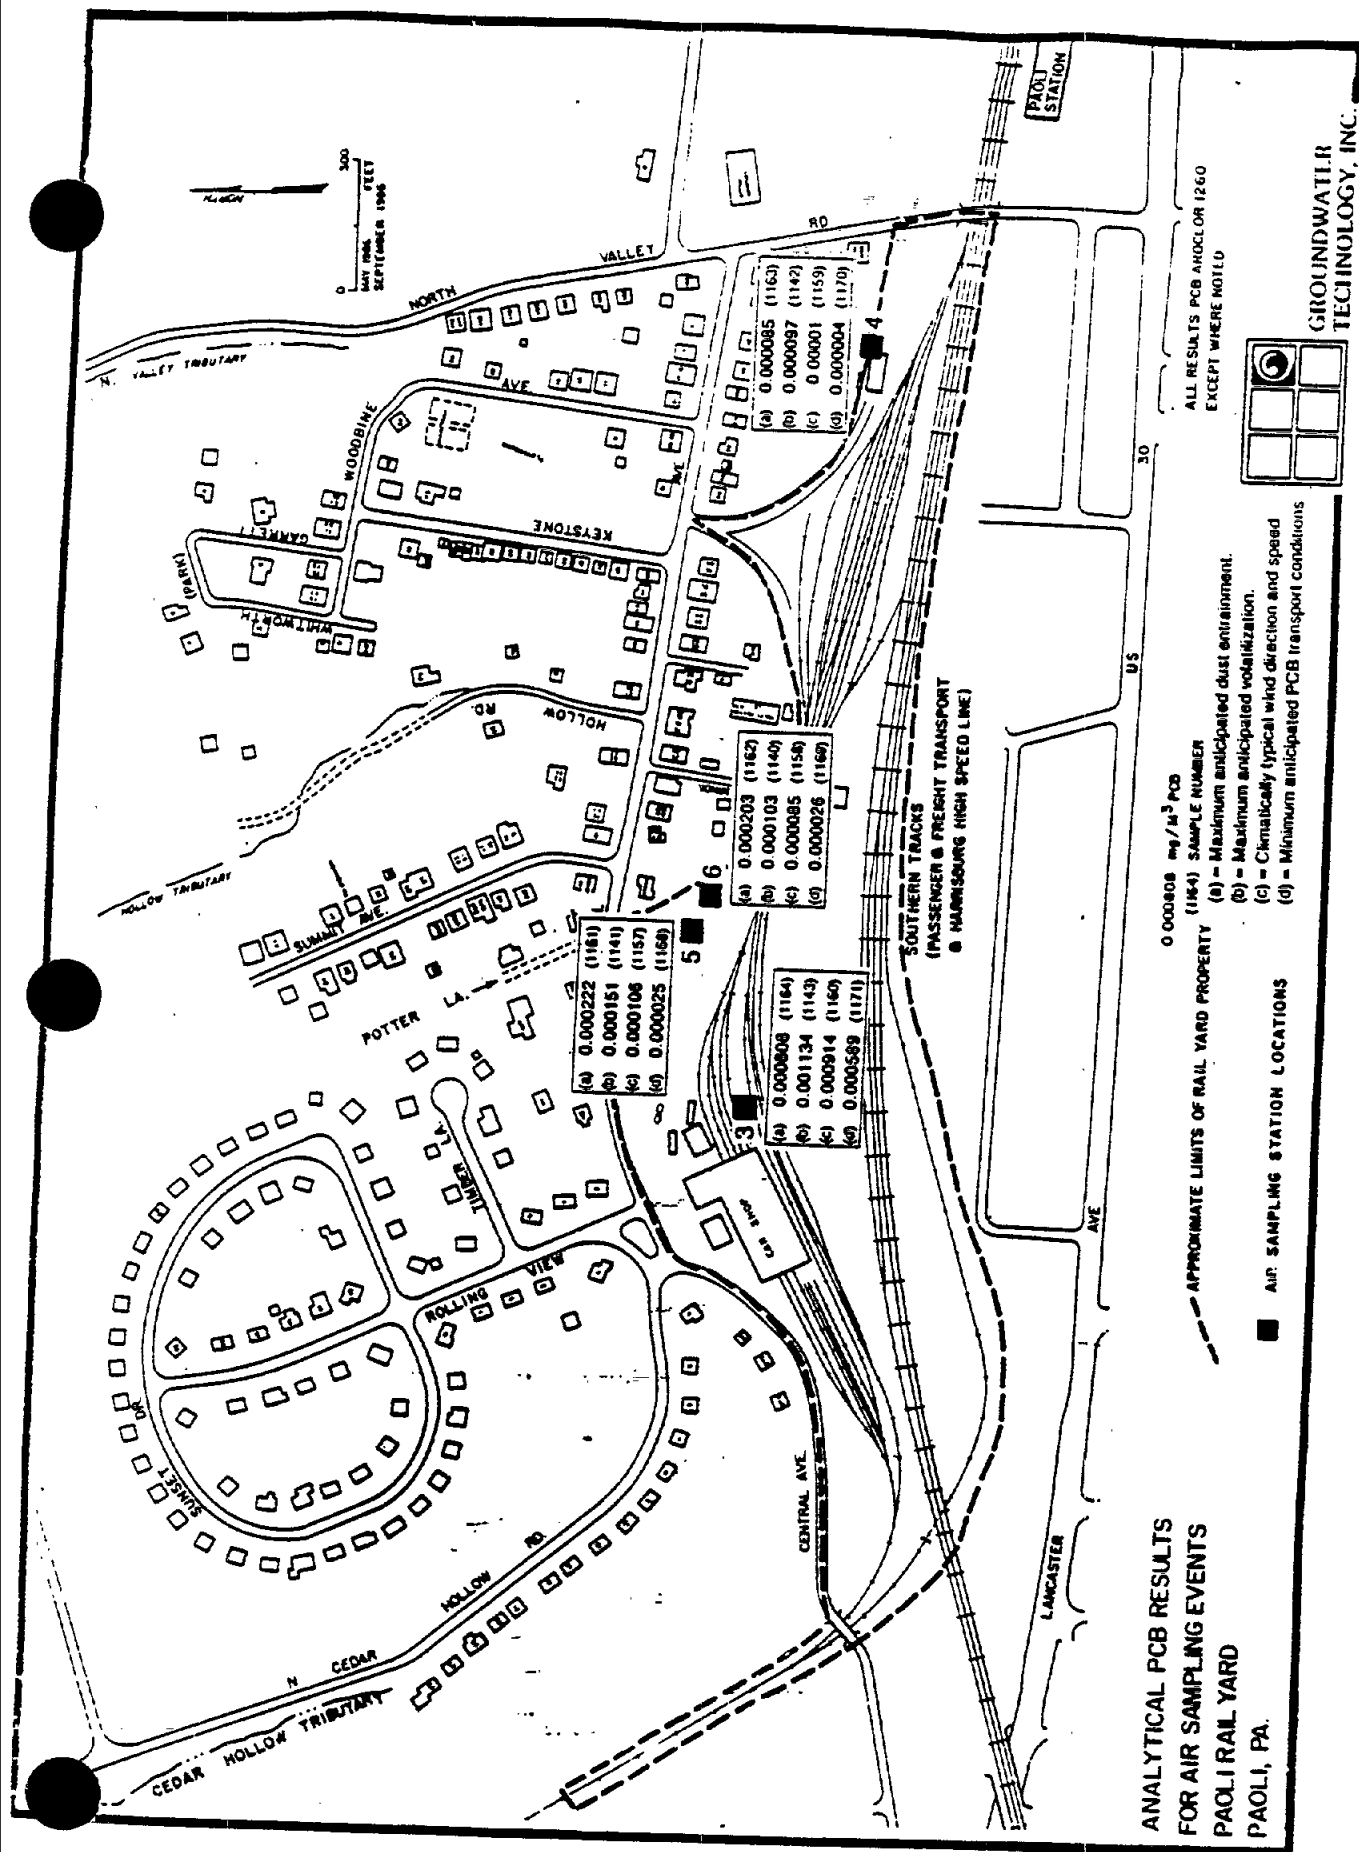 NORTH
0 300
FEET
MAY 1986
SEPTEMBER 1986
PAOLI
STATION
N. VALLEY TRIBUTARY
NORTH VALLEY RD
WOODBINE AVE
GARRETT
(PARK)
WHITWORTH
KEYSTONE
AVE
HOLLOW RD.
HOLLOW TRIBUTARY
SUMMIT AVE.
POTTER LA.
TIMBER LA.
ROLLING VIEW
SUNSET DR
N CEDAR HOLLOW RD.
CEDAR HOLLOW TRIBUTARY
CENTRAL AVE
CAR SHOP
LANCASTER AVE
US 30
SOUTHERN TRACKS
(PASSENGER & FREIGHT TRANSPORT
& HARRISBURG HIGH SPEED LINE)
5
(a) 0.000222 (1161)
(b) 0.000151 (1141)
(c) 0.000106 (1157)
(d) 0.000025 (1168)
6
(a) 0.000203 (1162)
(b) 0.000103 (1140)
(c) 0.000085 (1158)
(d) 0.000026 (1169)
4
(a) 0.000085 (1163)
(b) 0.000097 (1142)
(c) 0.00001 (1159)
(d) 0.000004 (1170)
3
(a) 0.000808 (1164)
(b) 0.001134 (1143)
(c) 0.000914 (1160)
(d) 0.000589 (1171)
ANALYTICAL PCB RESULTS
FOR AIR SAMPLING EVENTS
PAOLI RAIL YARD
PAOLI, PA.
APPROXIMATE LIMITS OF RAIL YARD PROPERTY
AIR SAMPLING STATION LOCATIONS
0.000808 mg/M³ PCB
(1164) SAMPLE NUMBER
(a) = Maximum anticipated dust entrainment.
(b) = Maximum anticipated volatilization.
(c) = Climatically typical wind direction and speed
(d) = Minimum anticipated PCB transport conditions
ALL RESULTS PCB AROCLOR 1260
EXCEPT WHERE NOTED
GROUNDWATER
TECHNOLOGY, INC.